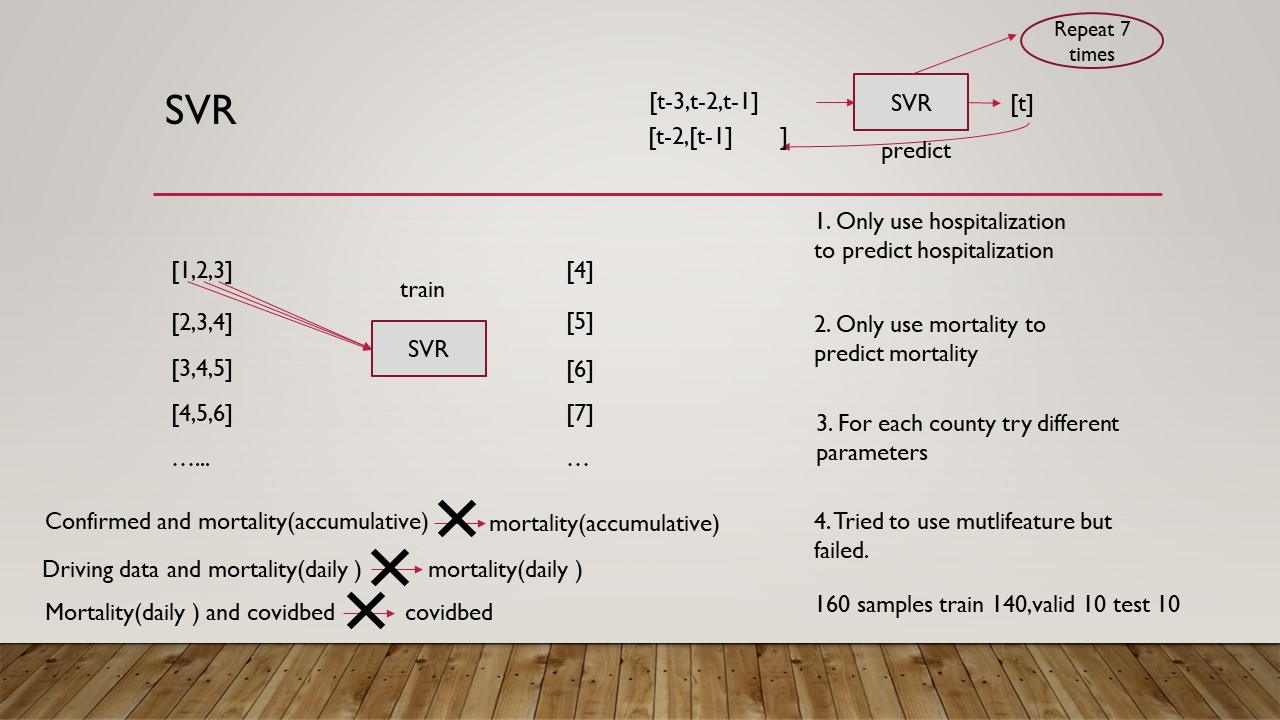 Repeat 7
times
SVR
[t-3,t-2,t-1]
SVR
[t]
[t-2,[t-1] ]
predict
1. Only use hospitalization
to predict hospitalization
[1,2,3]
[4]
train
[2,3,4]
[5]
SVR
2. Only use mortality to
predict mortality
[3,4,5]
[6]
[4,5,6]
[7]
3. For each county try different
parameters
…...
…
Confirmed and mortality(accumulative)
mortality(accumulative)
4. Tried to use mutlifeature but
failed.
Driving data and mortality(daily )
mortality(daily )
Mortality(daily ) and covidbed
covidbed
160 samples train 140,valid 10 test 10